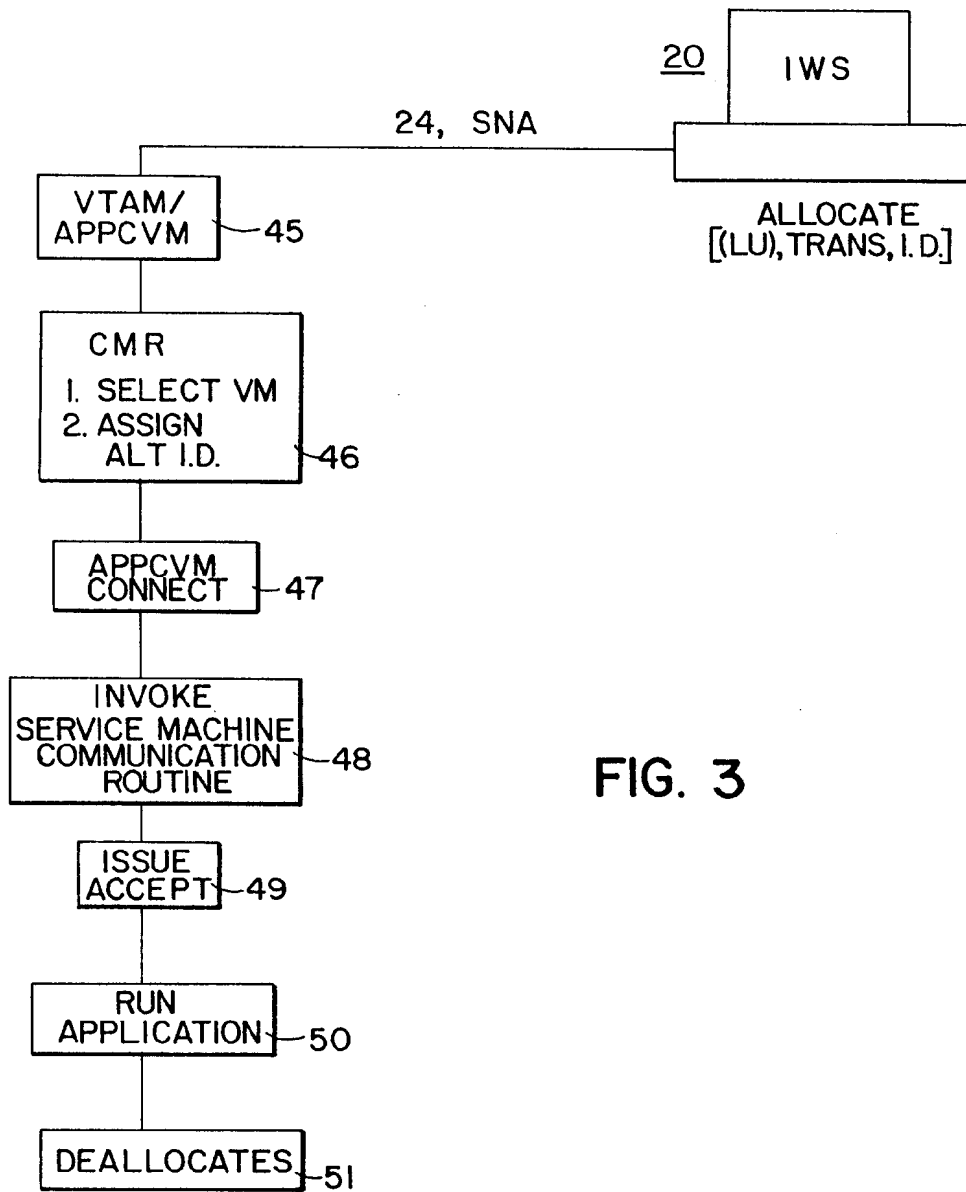 20
IWS
24, SNA
ALLOCATE
[(LU), TRANS, I.D.]
VTAM/
APPCVM
45
CMR
1. SELECT VM
2. ASSIGN
ALT I.D.
46
APPCVM
CONNECT
47
INVOKE
SERVICE MACHINE
COMMUNICATION
ROUTINE
48
FIG. 3
ISSUE
ACCEPT
49
RUN
APPLICATION
50
DEALLOCATES
51